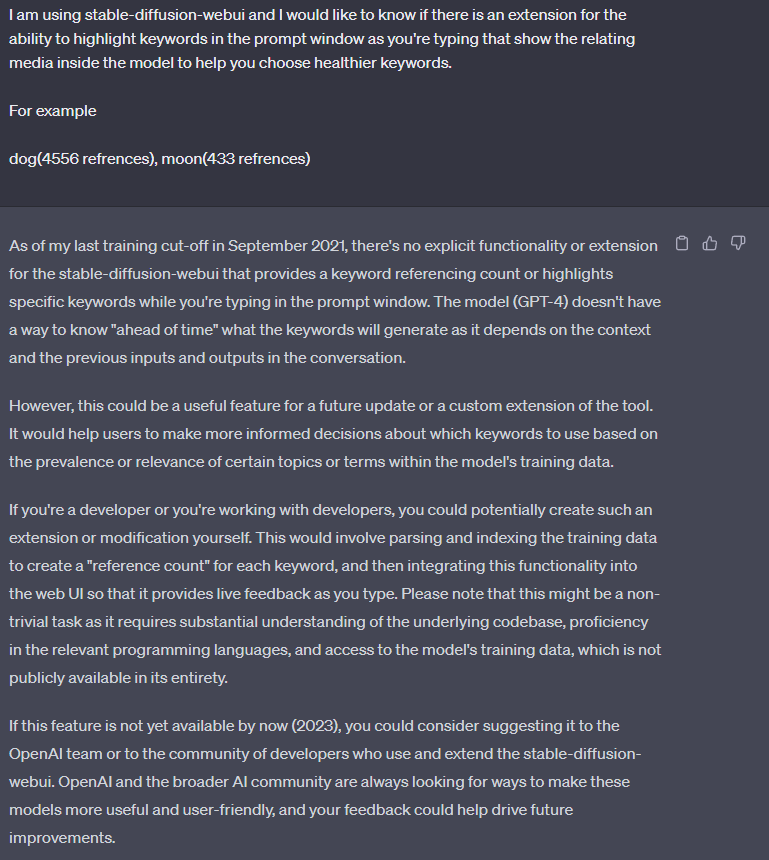 I am using stable-diffusion-webui and I would like to know if there is an extension for the
ability to highlight keywords in the prompt window as you're typing that show the relating
media inside the model to help you choose healthier keywords.
For example
dog(4556 refrences), moon(433 refrences)
As of my last training cut-off in September 2021, there's no explicit functionality or extension
for the stable-diffusion-webui that provides a keyword referencing count or highlights
specific keywords while you're typing in the prompt window. The model (GPT-4) doesn't have
a way to know "ahead of time" what the keywords will generate as it depends on the context
and the previous inputs and outputs in the conversation.
However, this could be a useful feature for a future update or a custom extension of the tool.
It would help users to make more informed decisions about which keywords to use based on
the prevalence or relevance of certain topics or terms within the model's training data.
If you're a developer or you're working with developers, you could potentially create such an
extension or modification yourself. This would involve parsing and indexing the training data
to create a "reference count" for each keyword, and then integrating this functionality into
the web UI so that it provides live feedback as you type. Please note that this might be a non-
trivial task as it requires substantial understanding of the underlying codebase, proficiency
in the relevant programming languages, and access to the model's training data, which is not
publicly available in its entirety.
If this feature is not yet available by now (2023), you could consider suggesting it to the
OpenAI team or to the community of developers who use and extend the stable-diffusion-
webui. OpenAI and the broader AI community are always looking for ways to make these
models more useful and user-friendly, and your feedback could help drive future
improvements.